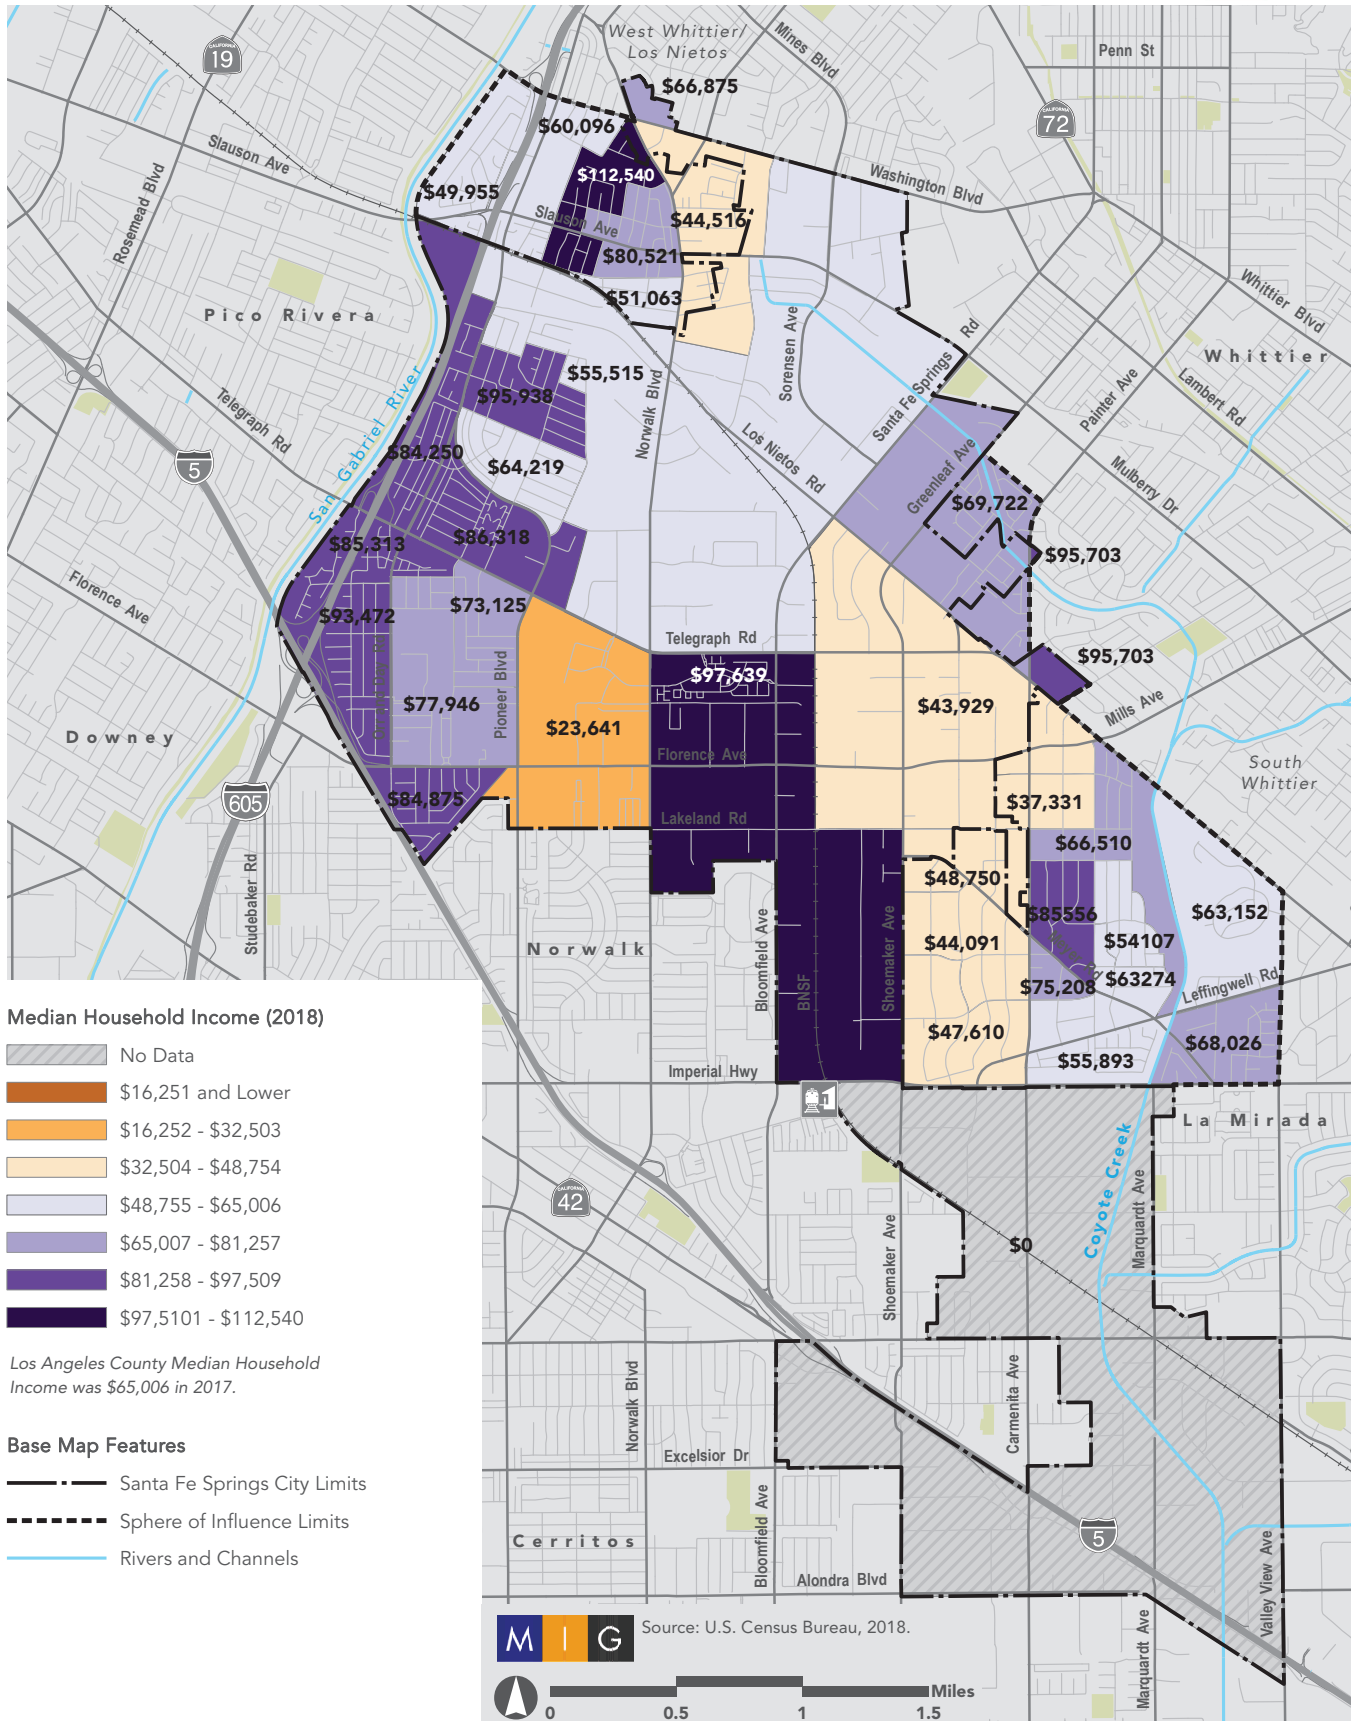 West Whittier/
Los Nietos
Mines Blvd
Penn St
CALIFORNIA
19
$66,875
CALIFORNIA
72
$60,096
Slauson Ave
Rosemead Blvd
$112,540
Washington Blvd
$49,955
Slauson Ave
$44,516
$80,521
$51,063
Whittier Blvd
Pico Rivera
Sorensen Ave
Santa Fe Springs Rd
Whittier
$55,515
Painter Ave
Lambert Rd
$95,938
Norwalk Blvd
Telegraph Rd
San Gabriel River
$84,250
$64,219
Los Nietos Rd
Greenleaf Ave
Mulberry Dr
5
$69,722
$86,318
$85,313
$95,703
Florence Ave
$73,125
$93,472
Telegraph Rd
$95,703
$97,639
Pioneer Blvd
$77,946
$43,929
Mills Ave
$23,641
Downey
Florence Ave
South
Whittier
605
$84,875
$37,331
Lakeland Rd
$66,510
Studebaker Rd
$48,750
$85556
$63,152
Norwalk
Bloomfield Ave
BNSF
Shoemaker Ave
$44,091
$54107
$63274
$75,208
Leffingwell Rd
$47,610
$68,026
$55,893
Imperial Hwy
La Mirada
Coyote Creek
Marquardt Ave
CALIFORNIA
42
Shoemaker Ave
$0
Norwalk Blvd
Carmenita Ave
Excelsior Dr
Bloomfield Ave
5
Cerritos
Alondra Blvd
Valley View Ave
Marquardt Ave
Median Household Income (2018)
No Data
$16,251 and Lower
$16,252 - $32,503
$32,504 - $48,754
$48,755 - $65,006
$65,007 - $81,257
$81,258 - $97,509
$97,5101 - $112,540
Los Angeles County Median Household
Income was $65,006 in 2017.
Base Map Features
Santa Fe Springs City Limits
Sphere of Influence Limits
Rivers and Channels
M I G
Source: U.S. Census Bureau, 2018.
Miles
0 0.5 1 1.5